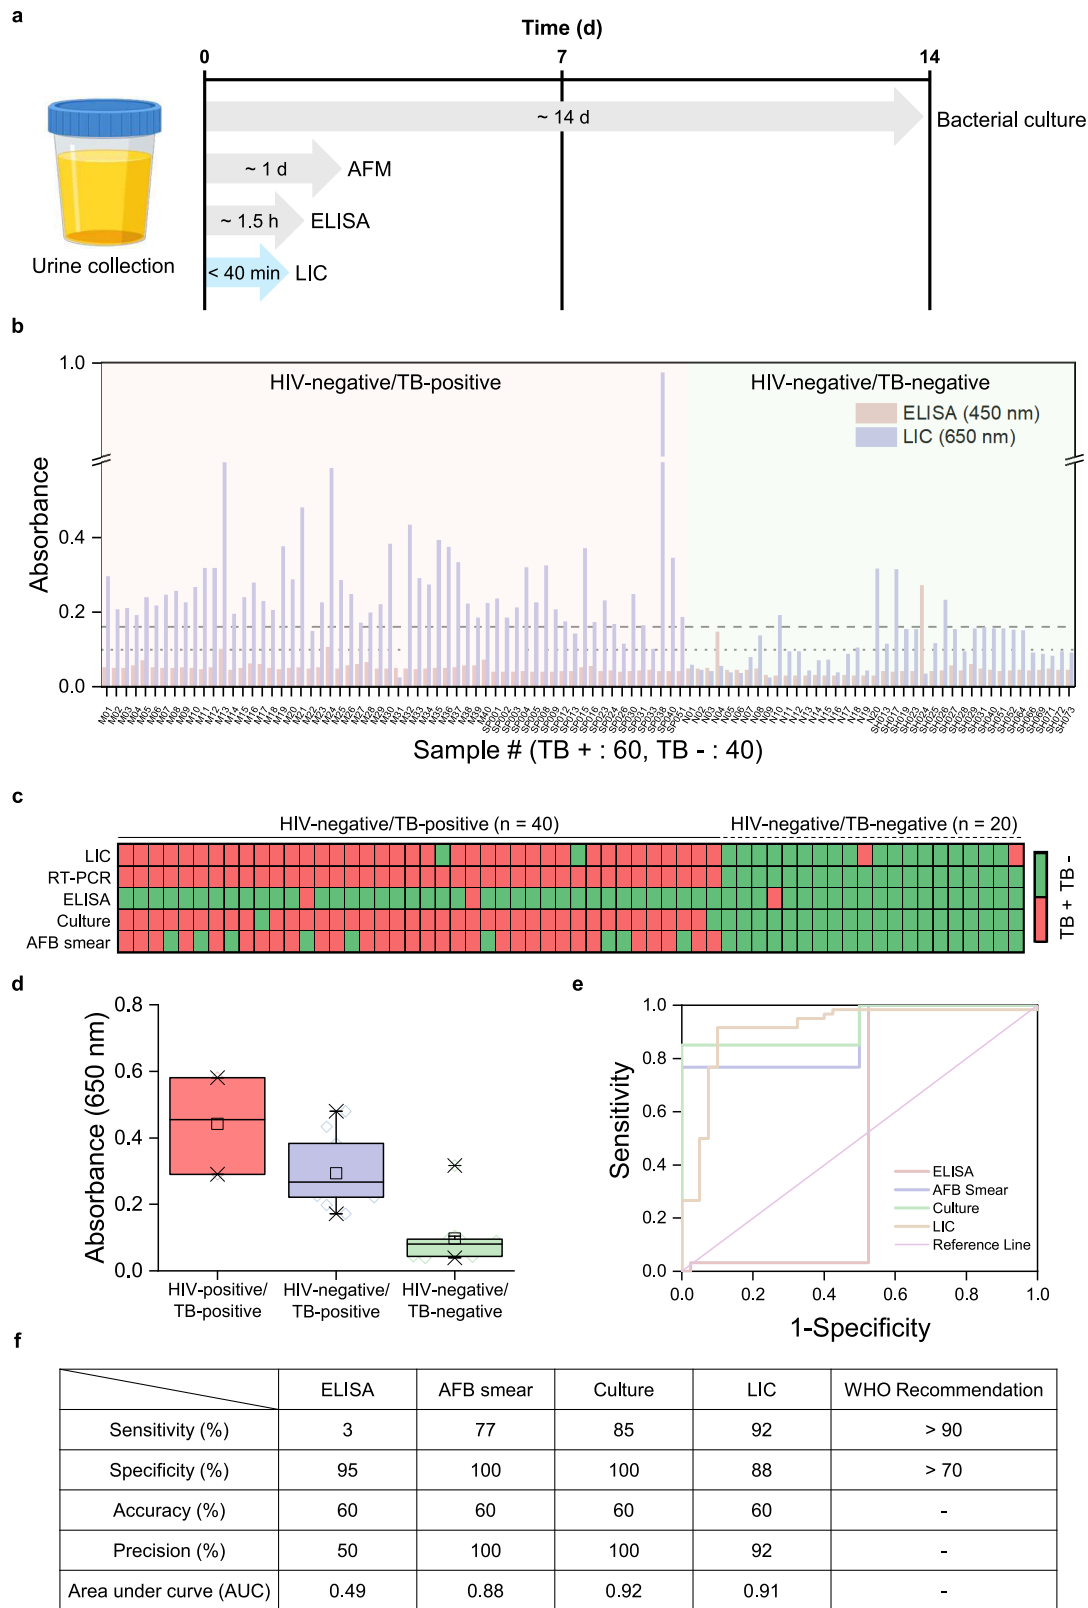 a
Time (d)
0
7
14
~ 14 d
Bacterial culture
~ 1 d
AFM
~ 1.5 h
ELISA
< 40 min
LIC
Urine collection
b
1.0
HIV-negative/TB-positive
HIV-negative/TB-negative
ELISA (450 nm)
LIC (650 nm)
Absorbance
0.4
0.2
0.0
Sample # (TB + : 60, TB - : 40)
c
HIV-negative/TB-positive (n = 40)
HIV-negative/TB-negative (n = 20)
LIC
RT-PCR
ELISA
Culture
AFB smear
TB + TB -
d
Absorbance (650 nm)
0.8
0.6
0.4
0.2
0.0
HIV-positive/
TB-positive
HIV-negative/
TB-positive
HIV-negative/
TB-negative
e
Sensitivity
1.0
0.8
0.6
0.4
0.2
0.0
ELISA
AFB Smear
Culture
LIC
Reference Line
0.0 0.2 0.4 0.6 0.8 1.0
1-Specificity
f
ELISA AFB smear Culture LIC WHO Recommendation
Sensitivity (%) 3 77 85 92 > 90
Specificity (%) 95 100 100 88 > 70
Accuracy (%) 60 60 60 60 -
Precision (%) 50 100 100 92 -
Area under curve (AUC) 0.49 0.88 0.92 0.91 -